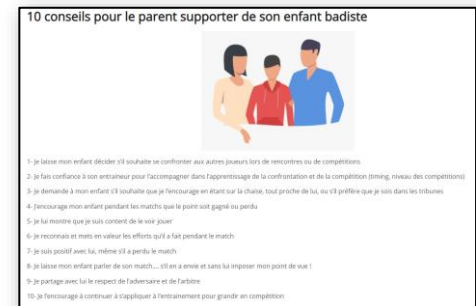 10 conseils pour le parent supporter de son enfant badiste
1- Je laisse mon enfant décider s'il souhaite se confronter aux autres joueurs lors de rencontres ou de compétitions
2- Je fais confiance à son entraineur pour l'accompagner dans l'apprentissage de la confrontation et de la compétition (timing, niveau des compétitions)
3- Je demande à mon enfant s'il souhaite que je l'encourage en étant sur la chaise, tout proche de lui, ou s'il préfère que je sois dans les tribunes
4- J'encourage mon enfant pendant les matchs que le point soit gagné ou perdu
5- Je lui montre que je suis content de le voir jouer
6- Je reconnais et mets en valeur les efforts qu'il a fait pendant le match
7- Je suis positif avec lui, même s'il a perdu le match
8- Je laisse mon enfant parler de son match.... s'il en a envie et sans lui imposer mon point de vue !
9- Je partage avec lui le respect de l'adversaire et de l'arbitre
10- Je l'encourage à continuer à s'appliquer à l'entrainement pour grandir en compétition